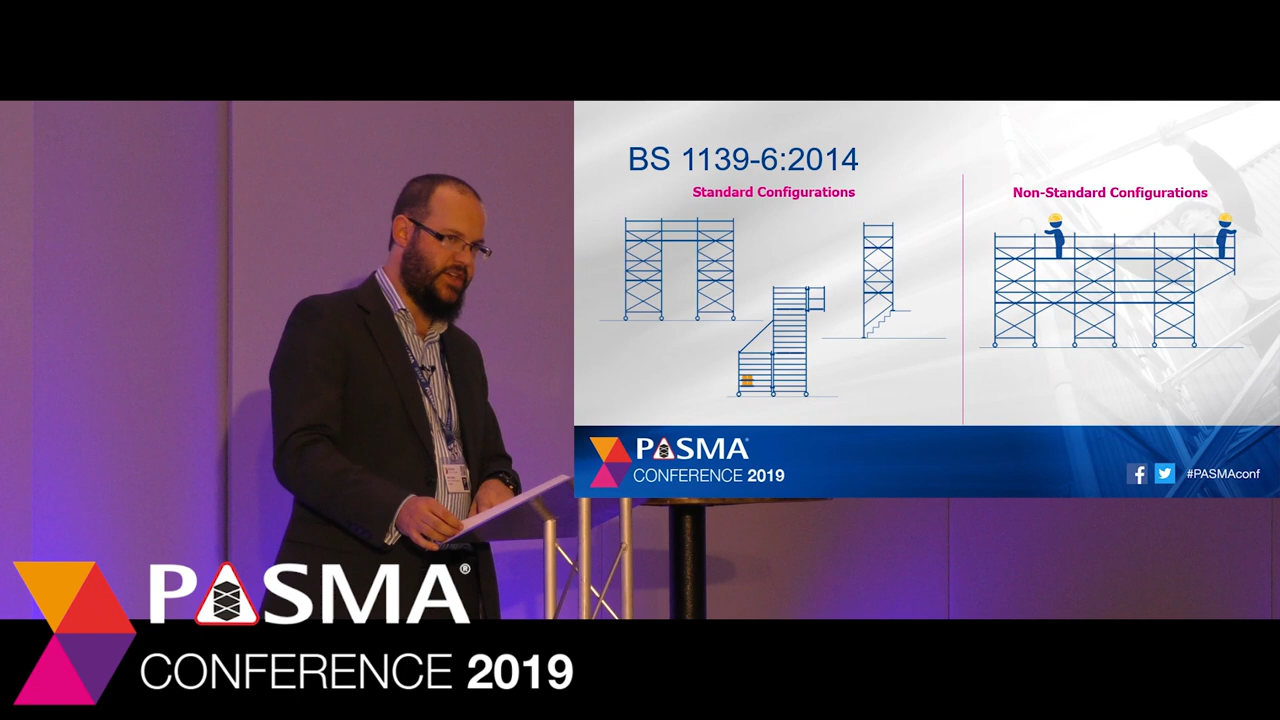 BS 1139-6:2014
Standard Configurations
Non-Standard Configurations
PASMA
CONFERENCE 2019
#PASMAconf
PASMA®
CONFERENCE 2019